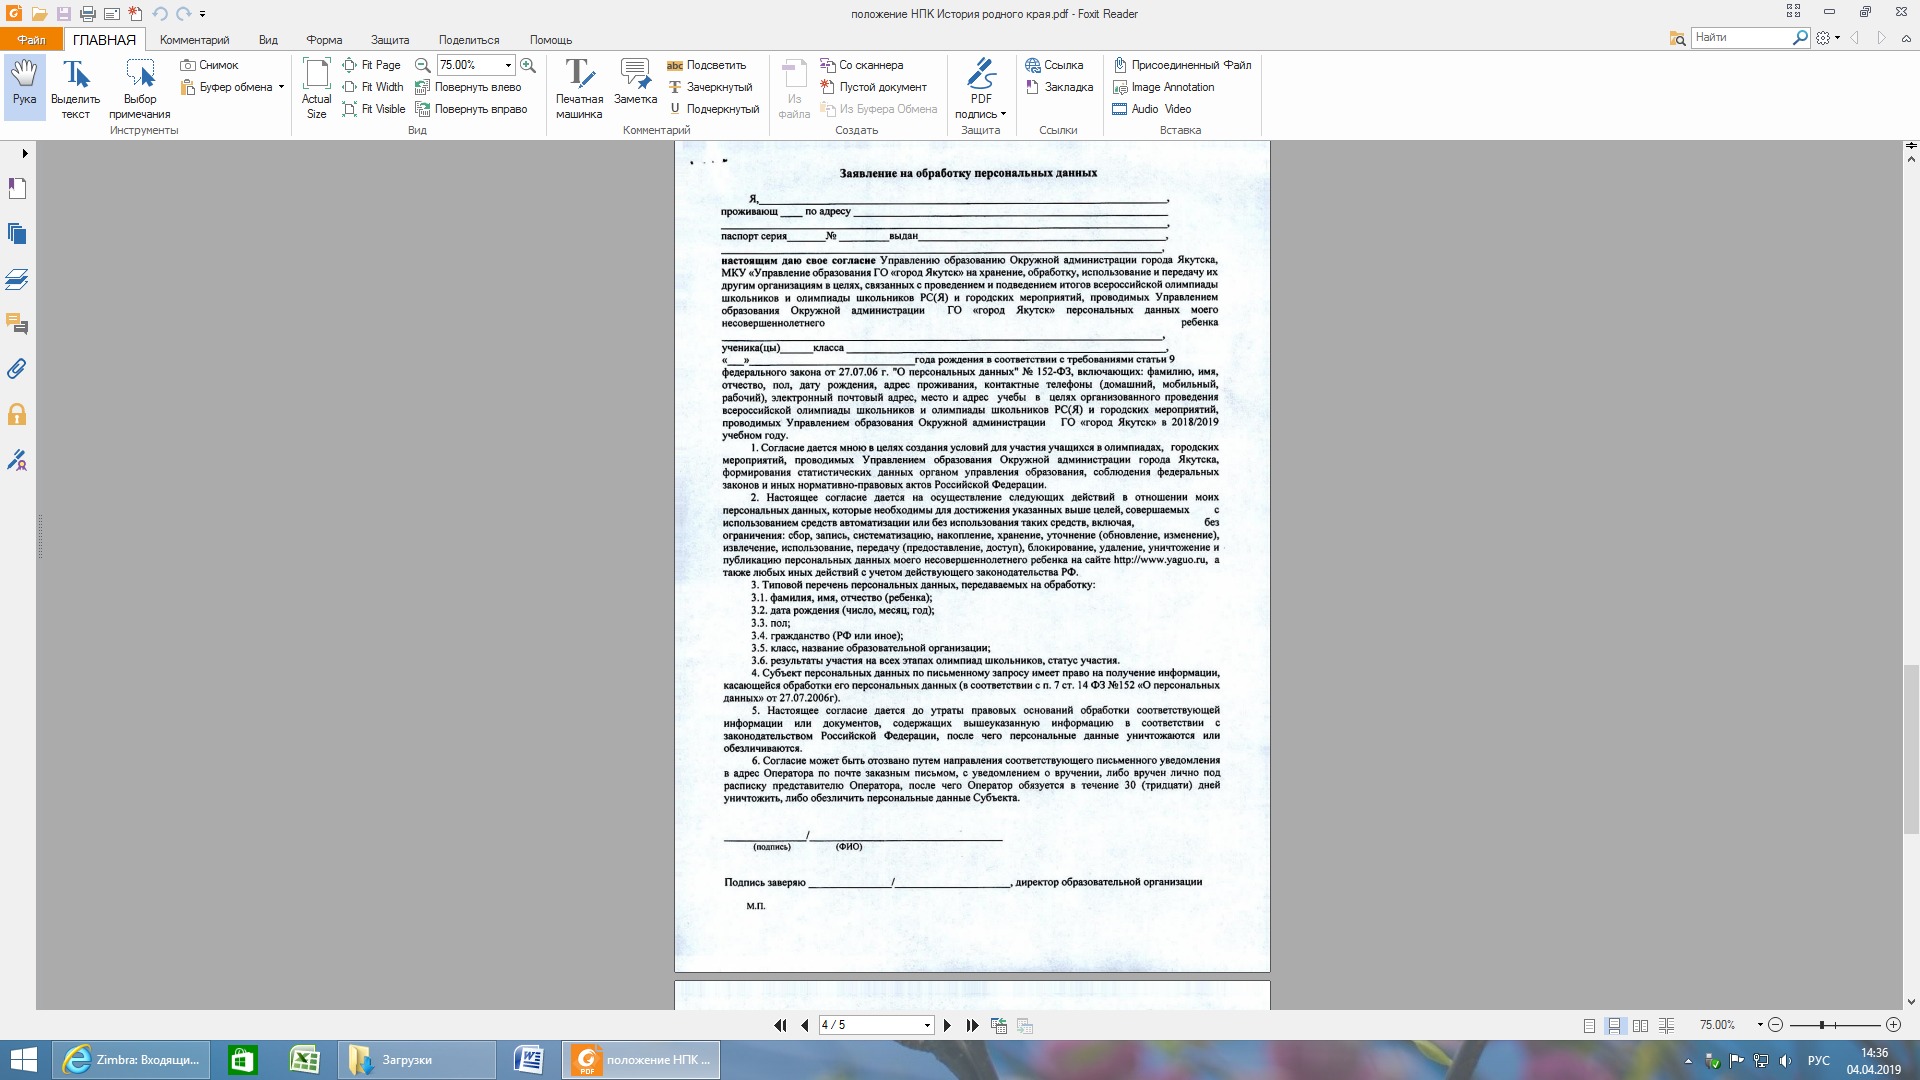 положение НПК История родного края.pdf - Foxit Reader
Файл ГЛАВНАЯ Комментарий Вид Форма Защита Поделиться Помощь Найти
Рука
Выделить текст
Выбор примечания
Снимок
Буфер обмена
Инструменты
Actual Size
Fit Page
Fit Width
Fit Visible
75.00%
Повернуть влево
Повернуть вправо
Вид
Печатная машинка
Заметка
Подсветить
Зачеркнутый
Подчеркнутый
Комментарий
Из файла
Со сканнера
Пустой документ
Из Буфера Обмена
Создать
PDF подпись
Защита
Ссылка
Закладка
Ссылки
Присоединенный Файл
Image Annotation
Audio Video
Вставка
Заявление на обработку персональных данных
Я,____,
проживающ ____ по адресу ____
____,
паспорт серия____№ ____выдан____,
____,
настоящим даю свое согласие Управлению образованию Окружной администрации города Якутска,
МКУ «Управление образования ГО «город Якутск» на хранение, обработку, использование и передачу их
другим организациям в целях, связанных с проведением и подведением итогов всероссийской олимпиады
школьников и олимпиады школьников РС(Я) и городских мероприятий, проводимых Управлением
образования Окружной администрации ГО «город Якутск» персональных данных моего
несовершеннолетнего ребенка
____,
ученика(цы)____класса ____,
«___»____года рождения в соответствии с требованиями статьи 9
федерального закона от 27.07.06 г. "О персональных данных" № 152-ФЗ, включающих: фамилию, имя,
отчество, пол, дату рождения, адрес проживания, контактные телефоны (домашний, мобильный,
рабочий), электронный почтовый адрес, место и адрес учебы в целях организованного проведения
всероссийской олимпиады школьников и олимпиады школьников РС(Я) и городских мероприятий,
проводимых Управлением образования Окружной администрации ГО «город Якутск» в 2018/2019
учебном году.
1. Согласие дается мною в целях создания условий для участия учащихся в олимпиадах, городских
мероприятий, проводимых Управлением образования Окружной администрации города Якутска,
формирования статистических данных органом управления образования, соблюдения федеральных
законов и иных нормативно-правовых актов Российской Федерации.
2. Настоящее согласие дается на осуществление следующих действий в отношении моих
персональных данных, которые необходимы для достижения указанных выше целей, совершаемых с
использованием средств автоматизации или без использования таких средств, включая, без
ограничения: сбор, запись, систематизацию, накопление, хранение, уточнение (обновление, изменение),
извлечение, использование, передачу (предоставление, доступ), блокирование, удаление, уничтожение и
публикацию персональных данных моего несовершеннолетнего ребенка на сайте http://www.yaguo.ru, а
также любых иных действий с учетом действующего законодательства РФ.
3. Типовой перечень персональных данных, передаваемых на обработку:
3.1. фамилия, имя, отчество (ребенка);
3.2. дата рождения (число, месяц, год);
3.3. пол;
3.4. гражданство (РФ или иное);
3.5. класс, название образовательной организации;
3.6. результаты участия на всех этапах олимпиад школьников, статус участия.
4. Субъект персональных данных по письменному запросу имеет право на получение информации,
касающейся обработки его персональных данных (в соответствии с п. 7 ст. 14 ФЗ №152 «О персональных
данных» от 27.07.2006г).
5. Настоящее согласие дается до утраты правовых оснований обработки соответствующей
информации или документов, содержащих вышеуказанную информацию в соответствии с
законодательством Российской Федерации, после чего персональные данные уничтожаются или
обезличиваются.
6. Согласие может быть отозвано путем направления соответствующего письменного уведомления
в адрес Оператора по почте заказным письмом, с уведомлением о вручении, либо вручен лично под
расписку представителю Оператора, после чего Оператор обязуется в течение 30 (тридцати) дней
уничтожить, либо обезличить персональные данные Субъекта.
____/____
(подпись) (ФИО)
Подпись заверяю ____/____, директор образовательной организации
М.П.
4 / 5
75.00%
Zimbra: Входящи...
Загрузки
положение НПК ...
РУС
14:36
04.04.2019